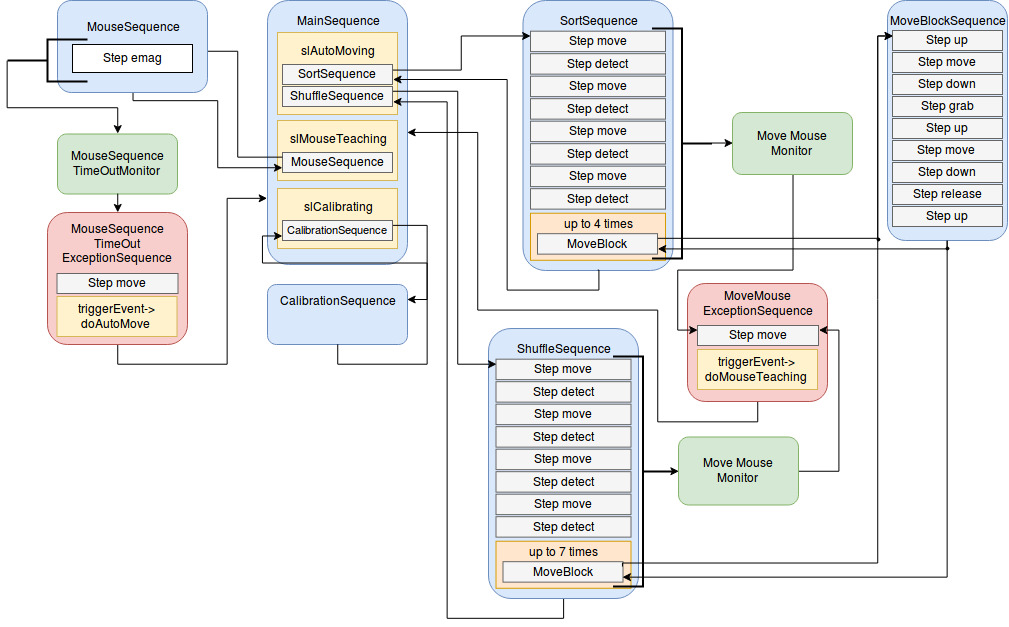 MouseSequence
Step emag
MouseSequence
TimeOutMonitor
MouseSequence
TimeOut
ExceptionSequence
Step move
triggerEvent->
doAutoMove
MainSequence
slAutoMoving
SortSequence
ShuffleSequence
slMouseTeaching
MouseSequence
slCalibrating
CalibrationSequence
CalibrationSequence
SortSequence
Step move
Step detect
Step move
Step detect
Step move
Step detect
Step move
Step detect
up to 4 times
MoveBlock
ShuffleSequence
Step move
Step detect
Step move
Step detect
Step move
Step detect
Step move
Step detect
up to 7 times
MoveBlock
Move Mouse
Monitor
MoveMouse
ExceptionSequence
Step move
triggerEvent->
doMouseTeaching
Move Mouse
Monitor
MoveBlockSequence
Step up
Step move
Step down
Step grab
Step up
Step move
Step down
Step release
Step up